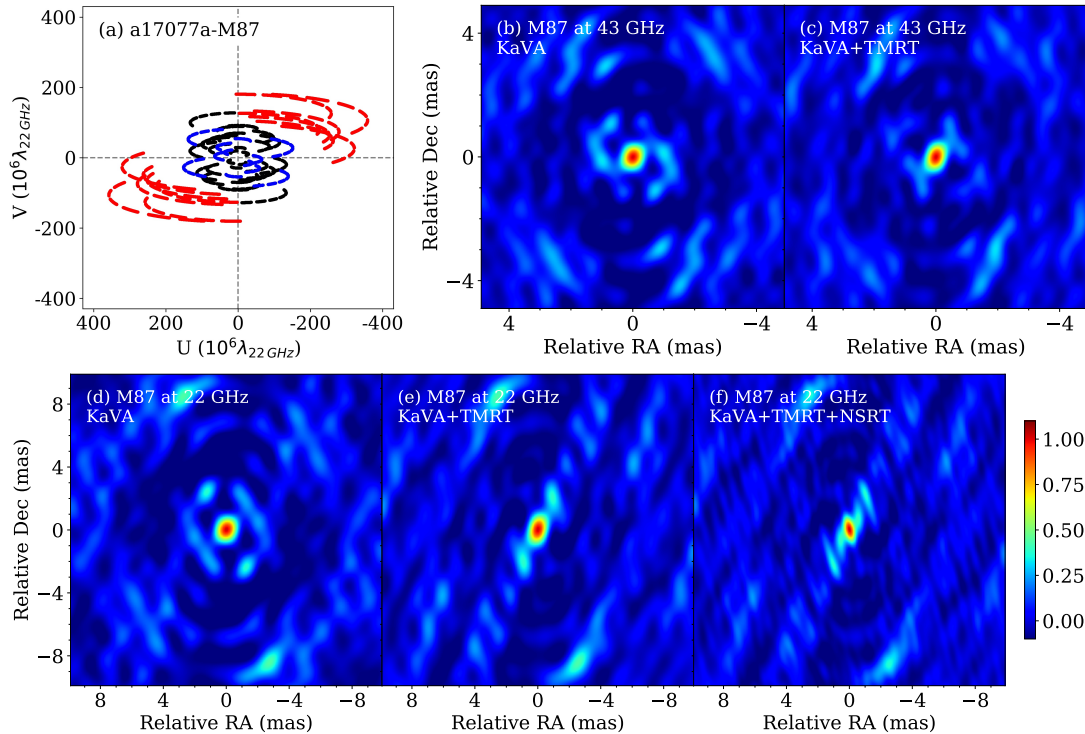 (a) a17077a-M87
400
200
0
-200
-400
V (10⁶λ₂₂ GHz)
400 200 0 -200 -400
U (10⁶λ₂₂ GHz)
(b) M87 at 43 GHz
KaVA
(c) M87 at 43 GHz
KaVA+TMRT
4
0
−4
Relative Dec (mas)
4 0 −4
4 0 −4
Relative RA (mas)
Relative RA (mas)
(d) M87 at 22 GHz
KaVA
(e) M87 at 22 GHz
KaVA+TMRT
(f) M87 at 22 GHz
KaVA+TMRT+NSRT
8
4
0
−4
−8
Relative Dec (mas)
8 4 0 −4 −8
8 4 0 −4 −8
8 4 0 −4 −8
Relative RA (mas)
Relative RA (mas)
Relative RA (mas)
1.00
0.75
0.50
0.25
0.00